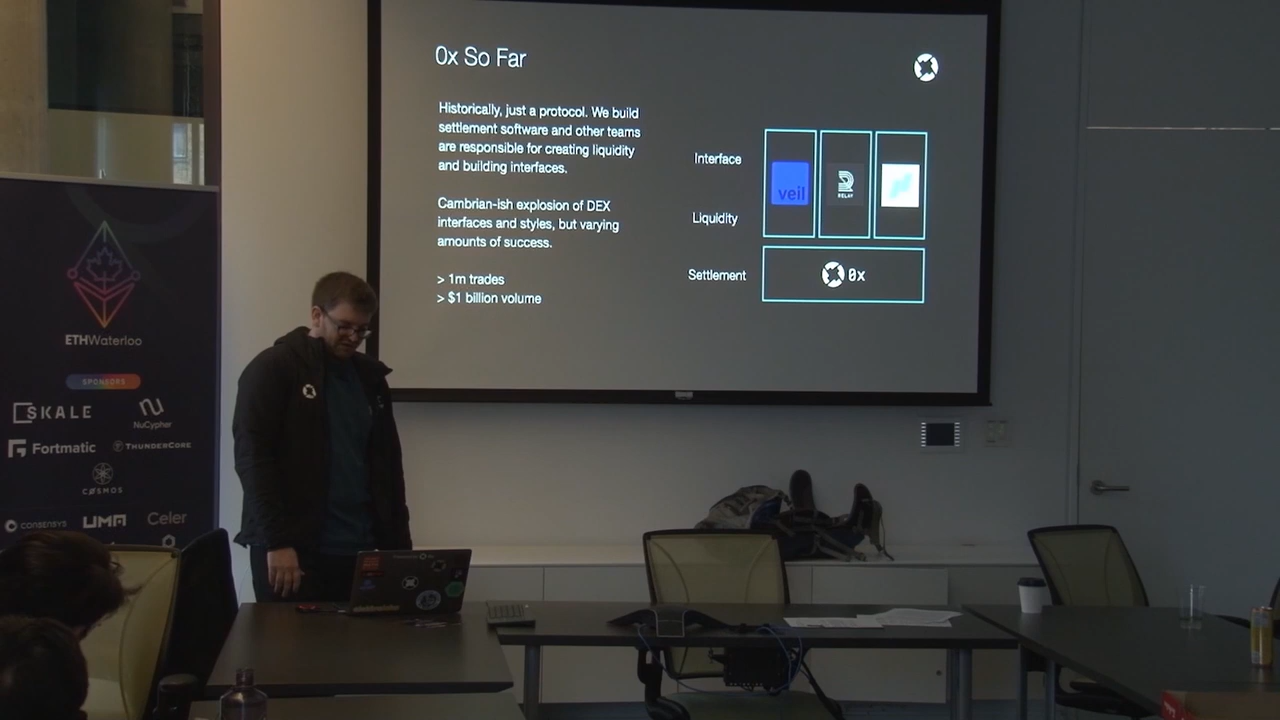 0x So Far
Historically, just a protocol. We build
settlement software and other teams
are responsible for creating liquidity
and building interfaces.
Cambrian-ish explosion of DEX
interfaces and styles, but varying
amounts of success.
> 1m trades
> $1 billion volume
Interface
Liquidity
Settlement
veil
RELAY
0x
ETHWaterloo
SPONSORS
SKALE
NuCypher
Fortmatic
THUNDERCORE
COSMOS
CONSENSYS
UMA
Celer